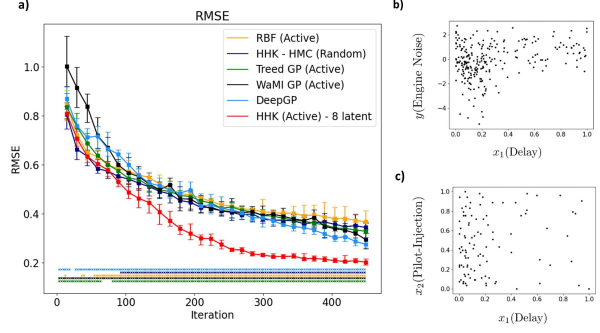 a)
RMSE
RBF (Active)
HHK - HMC (Random)
Treed GP (Active)
WaMI GP (Active)
DeepGP
HHK (Active) - 8 latent
RMSE
1.0
0.8
0.6
0.4
0.2
0
100
200
300
400
Iteration
b)
y(Engine Noise)
2
0
−2
−4
0.0
0.2
0.4
0.6
0.8
1.0
x₁(Delay)
c)
x₂(Pilot-Injection)
1.0
0.8
0.6
0.4
0.2
0.0
0.0
0.2
0.4
0.6
0.8
1.0
x₁(Delay)